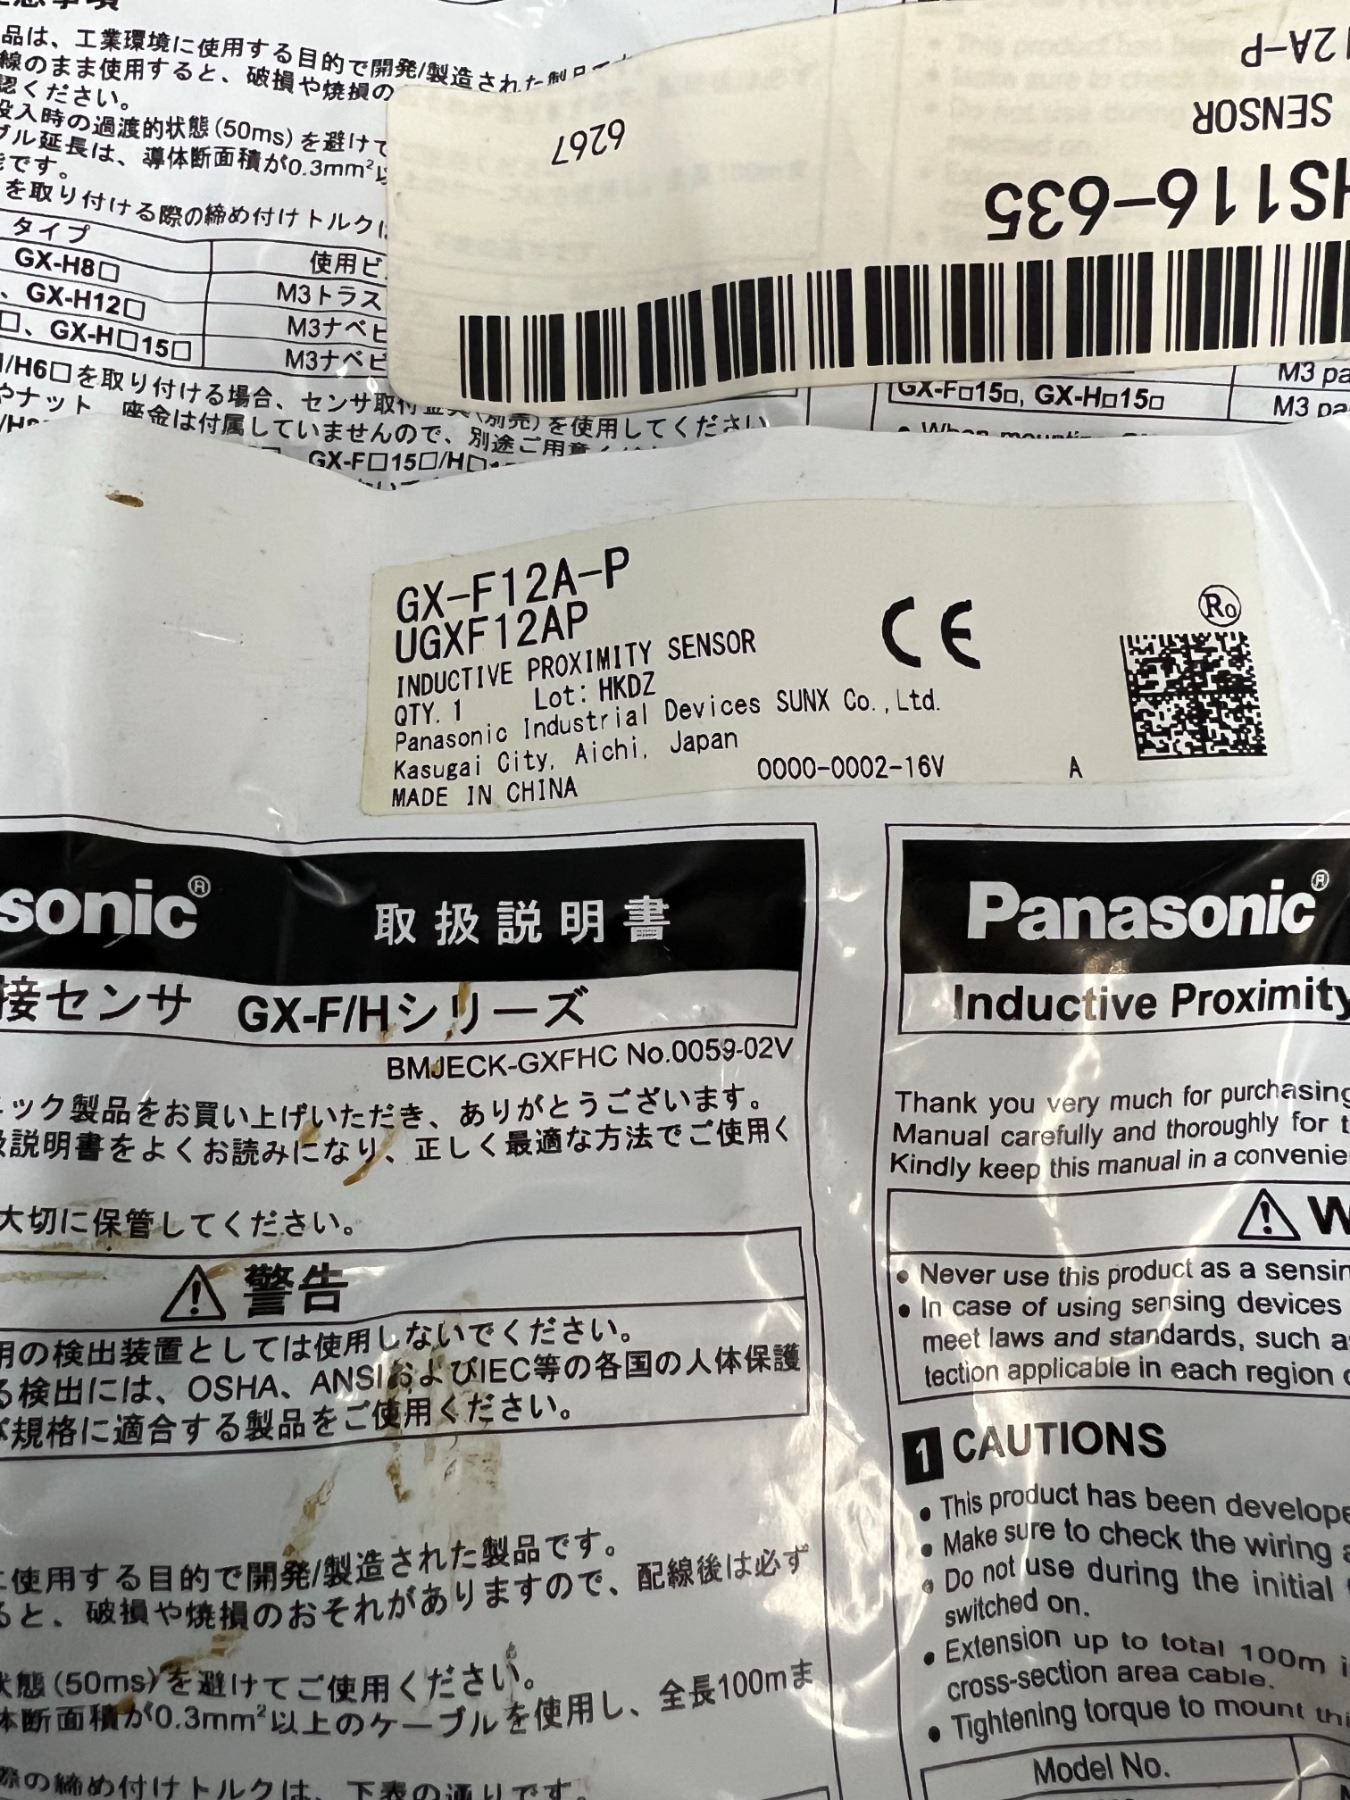 品は、工業環境に使用する目的で開発/製造された製品
線のまま使用すると、破損や焼損の
認ください。
投入時の過渡的状態(50ms)を避けて
ブル延長は、導体断面積が0.3mm²以
です。
を取り付ける際の締め付けトルク
タイプ
使用ビ
GX-H8□
M3トラス
、GX-H12□
M3ナベビ
□、GX-H□15□
M3ナベビ
/H6□を取り付ける場合、センサ取付金具(別売)を使用してください
やナット、座金は付属していませんので、別途ご用意
GX-F□15□/H□
12A-P
SENSOR
HS116-635
6267
M3 pa
GX-F□15□, GX-H□15□
M3 pa
• When mounting
GX-F12A-P
UGXF12AP
INDUCTIVE PROXIMITY SENSOR
QTY. 1 Lot: HKDZ
Panasonic Industrial Devices SUNX Co.,Ltd.
Kasugai City, Aichi, Japan
MADE IN CHINA
0000-0002-16V A
CE
Ro
sonic® 取扱説明書
接センサ GX-F/Hシリーズ
BMJECK-GXFHC No.0059-02V
ニック製品をお買い上げいただき、ありがとうございます。
扱説明書をよくお読みになり、正しく最適な方法でご使用く
大切に保管してください。
⚠警告
用の検出装置としては使用しないでください。
る検出には、OSHA、ANSIおよびIEC等の各国の人体保護
規格に適合する製品をご使用ください。
に使用する目的で開発/製造された製品です。
ると、破損や焼損のおそれがありますので、配線後は必ず
状態(50ms)を避けてご使用ください。
体断面積が0.3mm²以上のケーブルを使用し、全長100mま
際の締め付けトルクは、下表の通りです。
Panasonic®
Inductive Proximity
Thank you very much for purchasing
Manual carefully and thoroughly for t
Kindly keep this manual in a convenie
⚠ W
• Never use this product as a sensin
• In case of using sensing devices
meet laws and standards, such a
tection applicable in each region
1 CAUTIONS
• This product has been develope
• Make sure to check the wiring
• Do not use during the initial
switched on.
• Extension up to total 100m i
cross-section area cable.
• Tightening torque to mount thi
Model No.